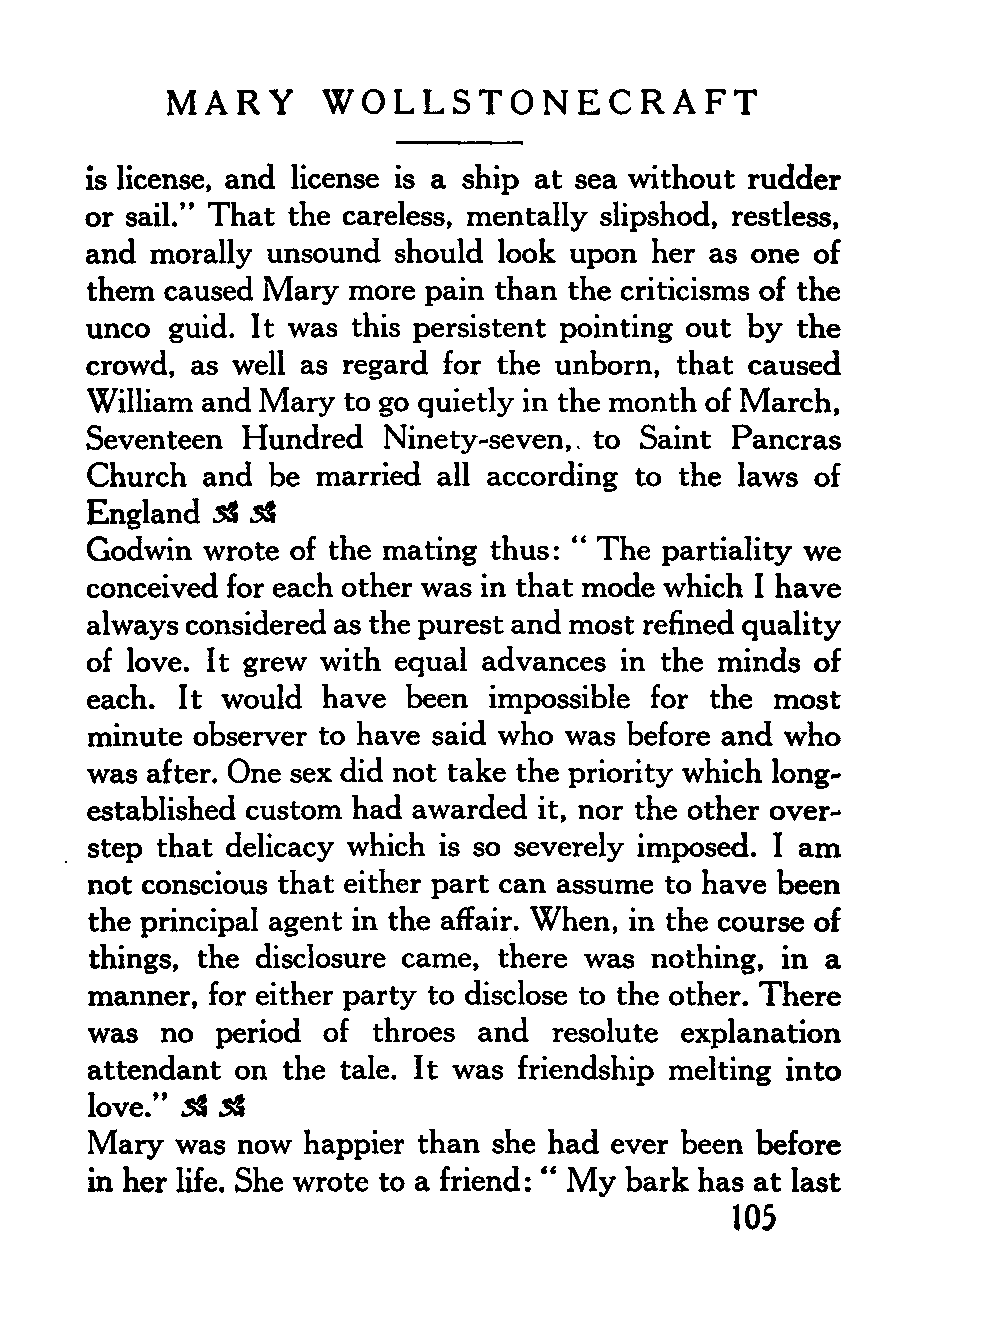 MARY WOLLSTONECRAFT
is license, and license is a ship at sea without rudder
or sail.” That the careless, mentally slipshod, restless,
and morally unsound should look upon her as one of
them caused Mary more pain than the criticisms of the
unco guid. It was this persistent pointing out by the
crowd, as well as regard for the unborn, that caused
William and Mary to go quietly in the month of March,
Seventeen Hundred Ninety-seven,. to Saint Pancras
Church and be married all according to the laws of
England
Godwin wrote of the mating thus: “ The partiality we
conceived for each other was in that mode which I have
always considered as the purest and most refined quality
of love. It grew with equal advances in the minds of
each. It would have been impossible for the most
minute observer to have said who was before and who
was after. One sex did not take the priority which long-
established custom had awarded it, nor the other over-
step that delicacy which is so severely imposed. I am
not conscious that either part can assume to have been
the principal agent in the affair. When, in the course of
things, the disclosure came, there was nothing, in a
manner, for either party to disclose to the other. There
was no period of throes and resolute explanation
attendant on the tale. It was friendship melting into
love.”
Mary was now happier than she had ever been before
in her life. She wrote to a friend: “ My bark has at last
105